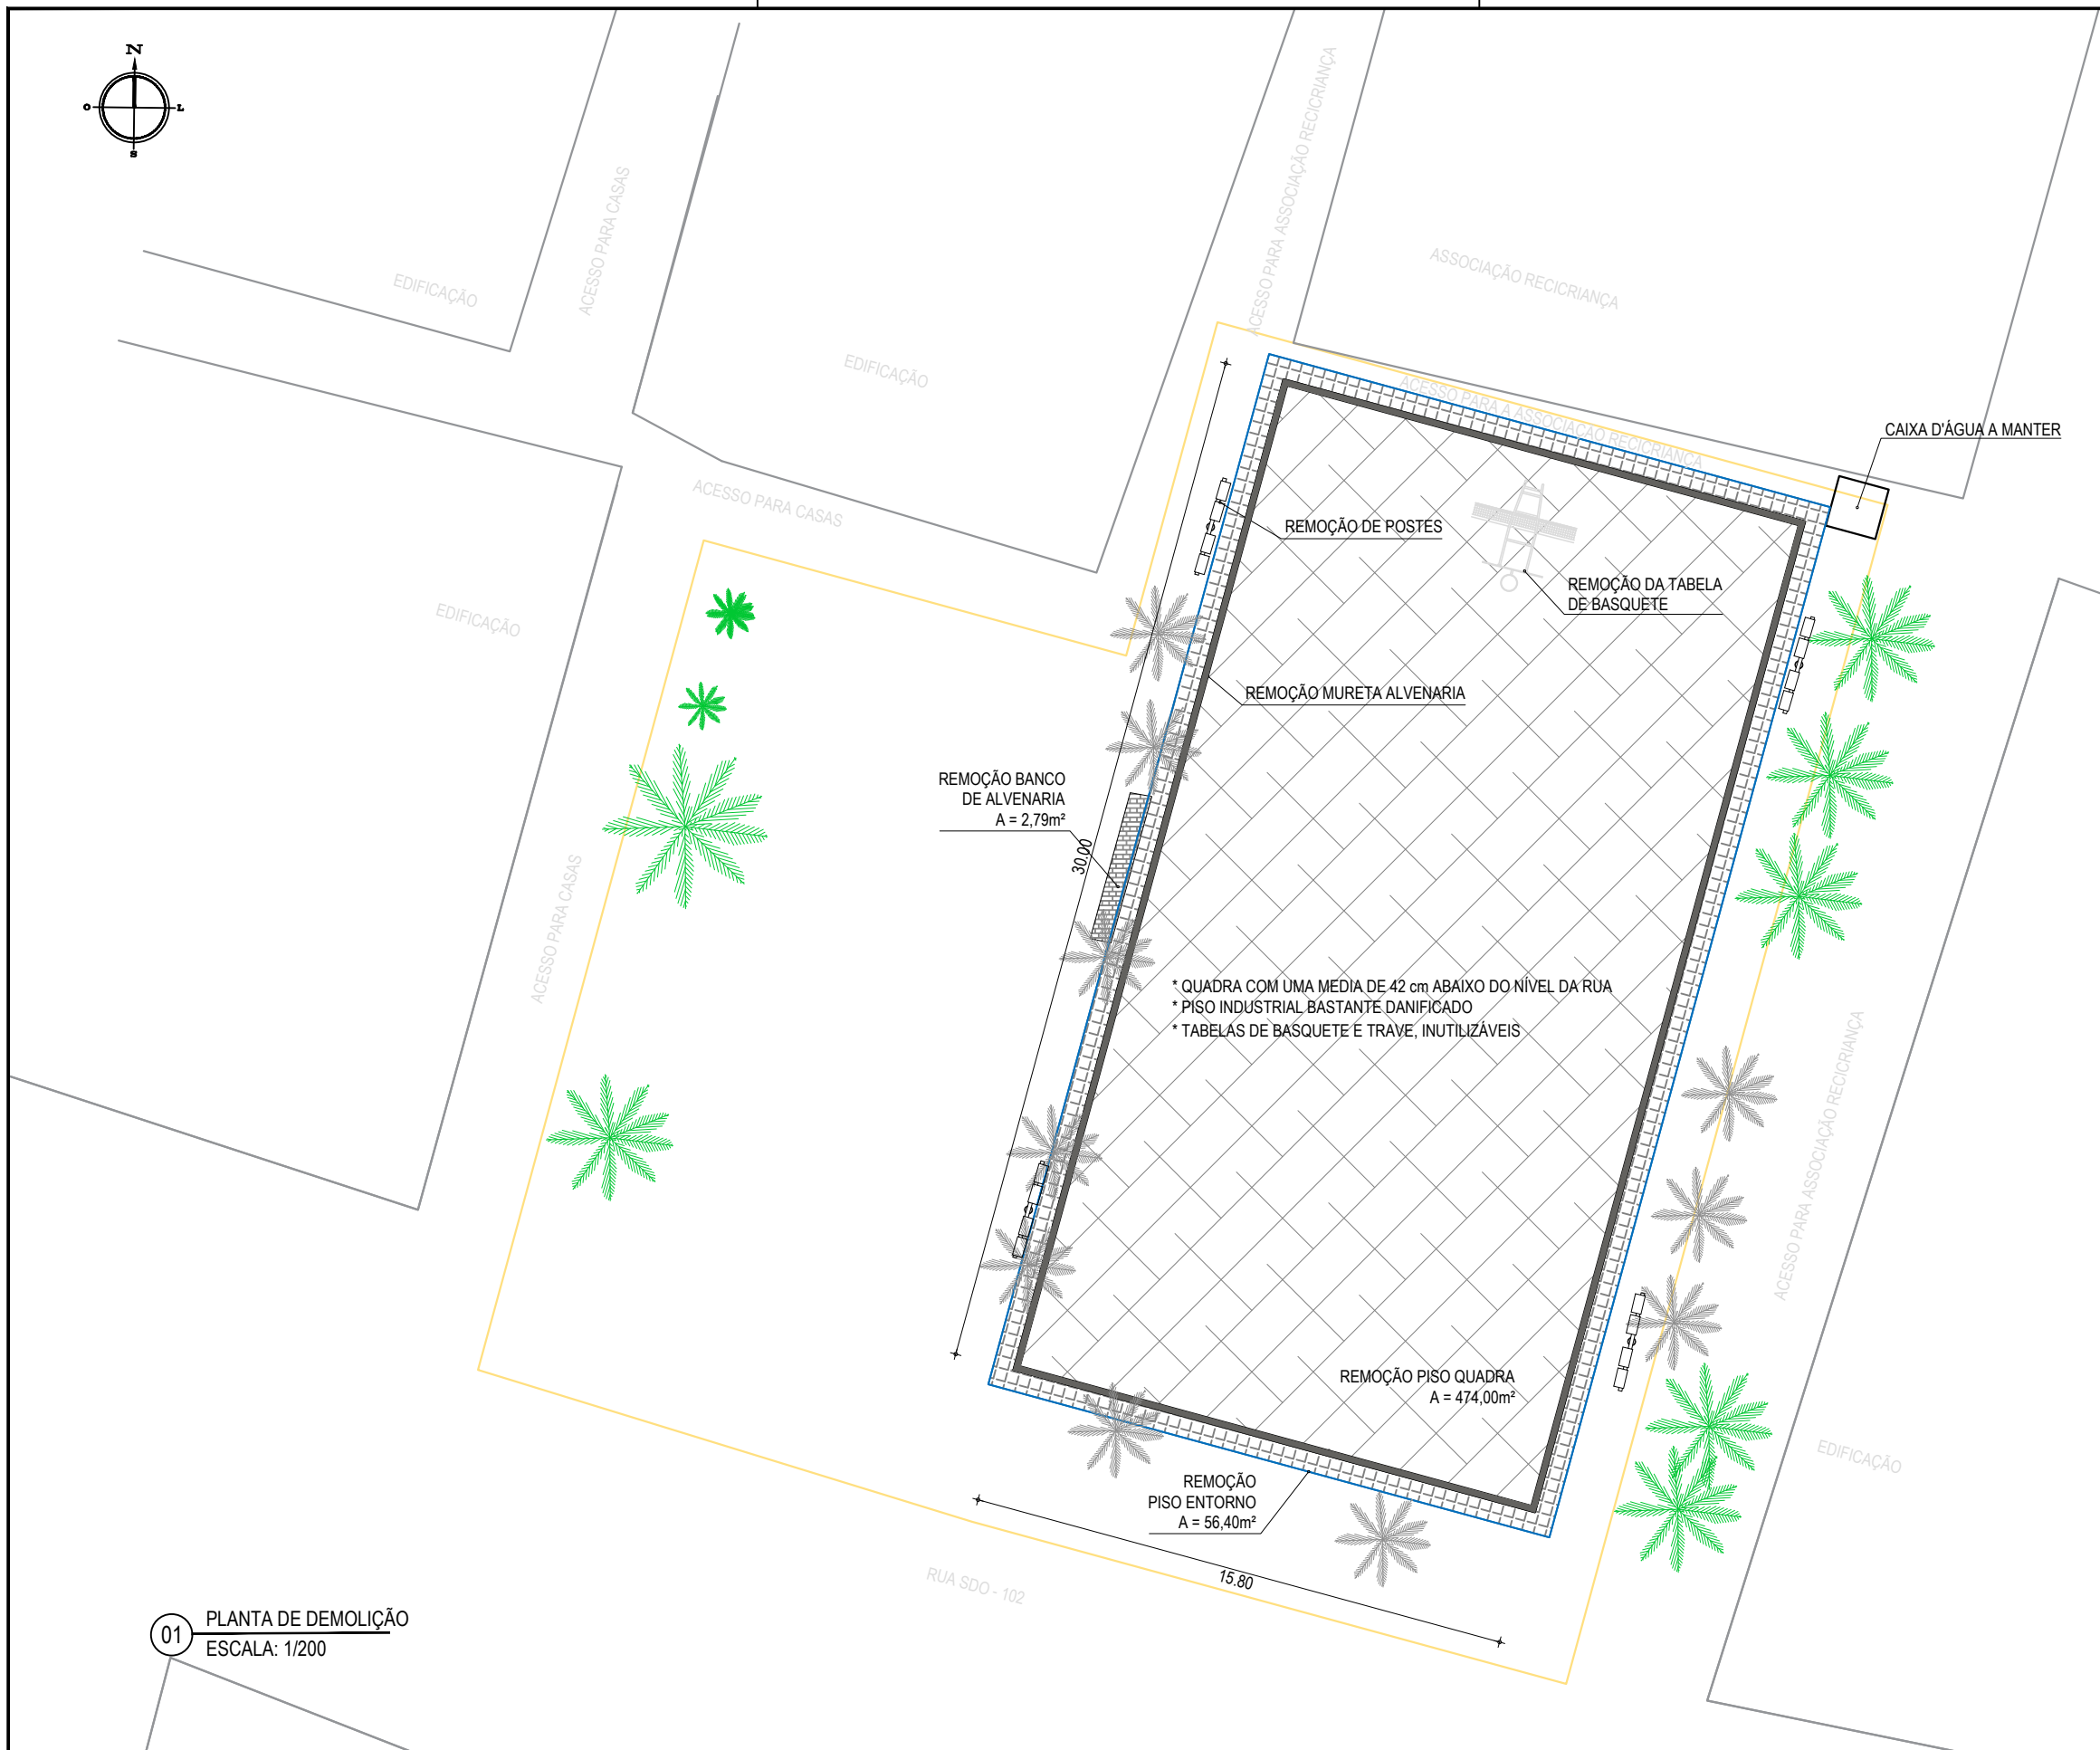 N
O
L
S
ACESSO PARA CASAS
EDIFICAÇÃO
EDIFICAÇÃO
ACESSO PARA ASSOCIAÇÃO RECICRIANÇA
ASSOCIAÇÃO RECICRIANÇA
ACESSO PARA A ASSOCIAÇÃO RECICRIANÇA
CAIXA D'ÁGUA A MANTER
ACESSO PARA CASAS
REMOÇÃO DE POSTES
REMOÇÃO DA TABELA
DE BASQUETE
EDIFICAÇÃO
REMOÇÃO MURETA ALVENARIA
REMOÇÃO BANCO
DE ALVENARIA
A = 2,79m²
30.00
ACESSO PARA CASAS
* QUADRA COM UMA MEDIA DE 42 cm ABAIXO DO NÍVEL DA RUA
* PISO INDUSTRIAL BASTANTE DANIFICADO
* TABELAS DE BASQUETE E TRAVE, INUTILIZÁVEIS
ACESSO PARA ASSOCIAÇÃO RECICRIANÇA
REMOÇÃO PISO QUADRA
A = 474,00m²
EDIFICAÇÃO
REMOÇÃO
PISO ENTORNO
A = 56,40m²
15.80
RUA SDO - 102
01
PLANTA DE DEMOLIÇÃO
ESCALA: 1/200